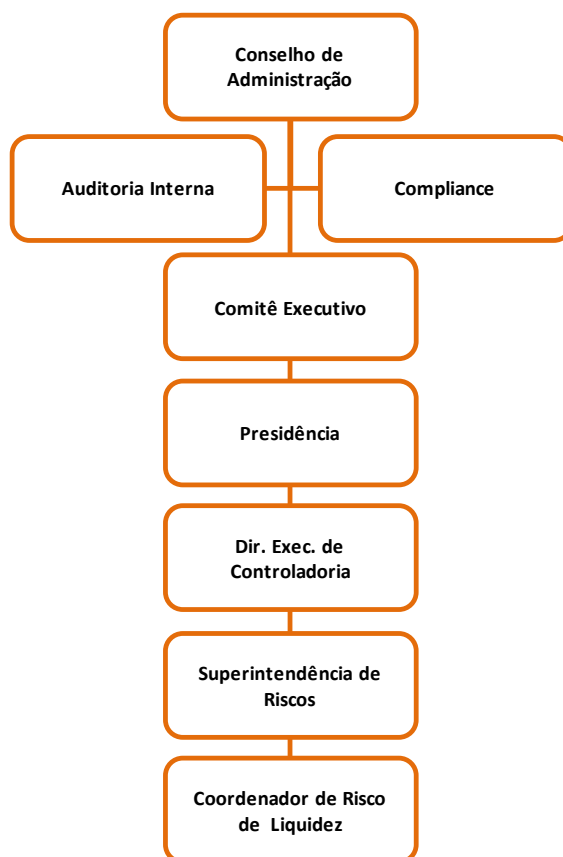 Conselho de
Administração
Auditoria Interna
Compliance
Comitê Executivo
Presidência
Dir. Exec. de
Controladoria
Superintendência de
Riscos
Coordenador de Risco
de Liquidez